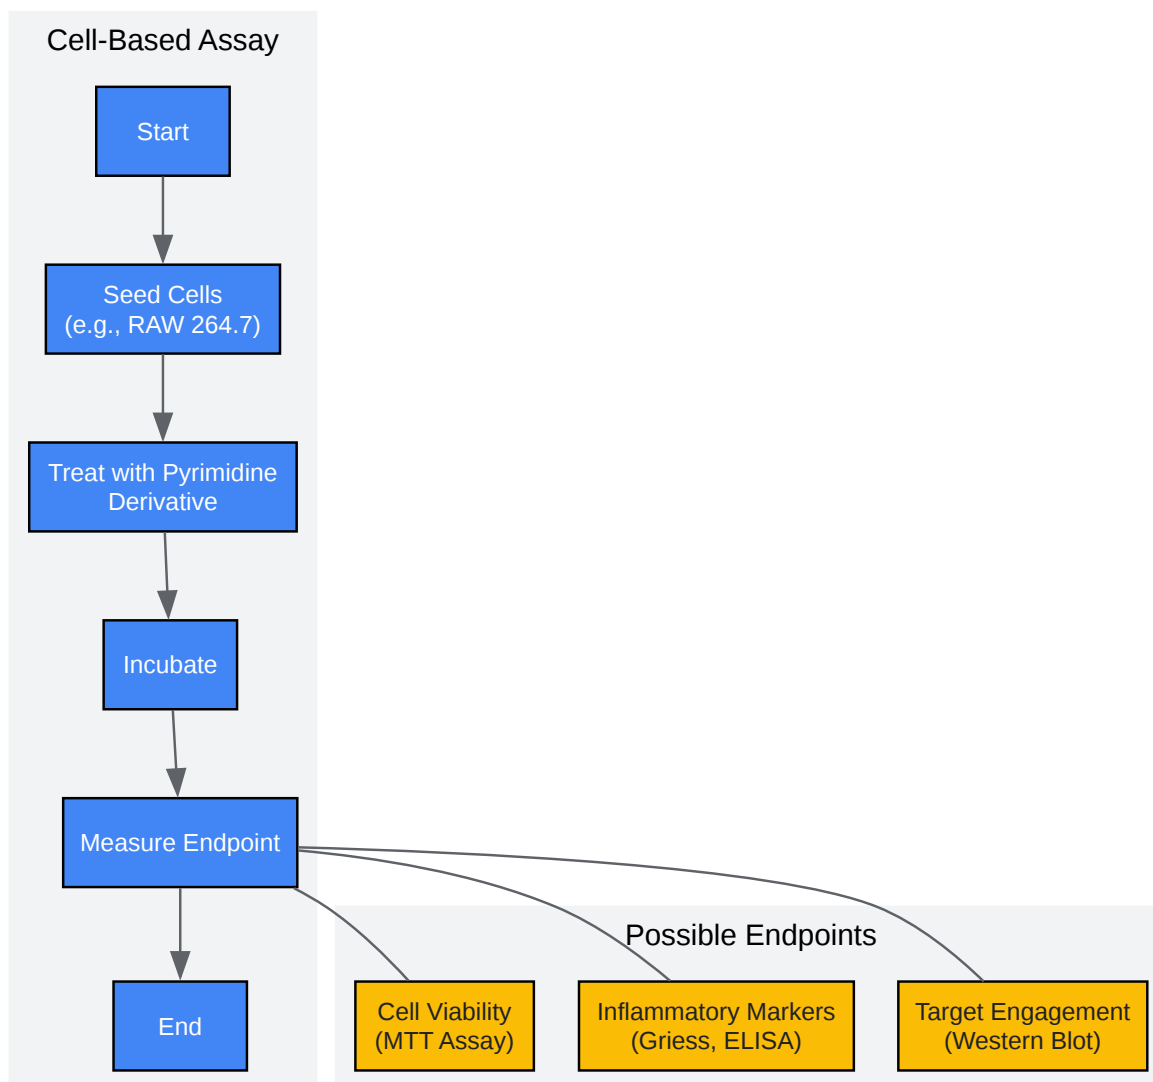 Cell-Based Assay
Start
Seed Cells
(e.g., RAW 264.7)
Treat with Pyrimidine
Derivative
Incubate
Measure Endpoint
End
Possible Endpoints
Cell Viability
(MTT Assay)
Inflammatory Markers
(Griess, ELISA)
Target Engagement
(Western Blot)